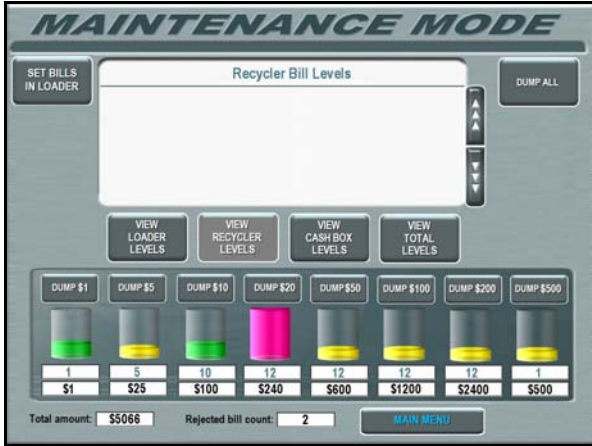 MAINTENANCE MODE
SET BILLS
IN LOADER
Recycler Bill Levels
DUMP ALL
VIEW
LOADER
LEVELS
VIEW
RECYCLER
LEVELS
VIEW
CASH BOX
LEVELS
VIEW
TOTAL
LEVELS
DUMP $1 DUMP $5 DUMP $10 DUMP $20 DUMP $50 DUMP $100 DUMP $200 DUMP $500
1 5 10 12 12 12 12 1
$1 $25 $100 $240 $600 $1200 $2400 $500
Total amount: $5066 Rejected bill count: 2 MAIN MENU